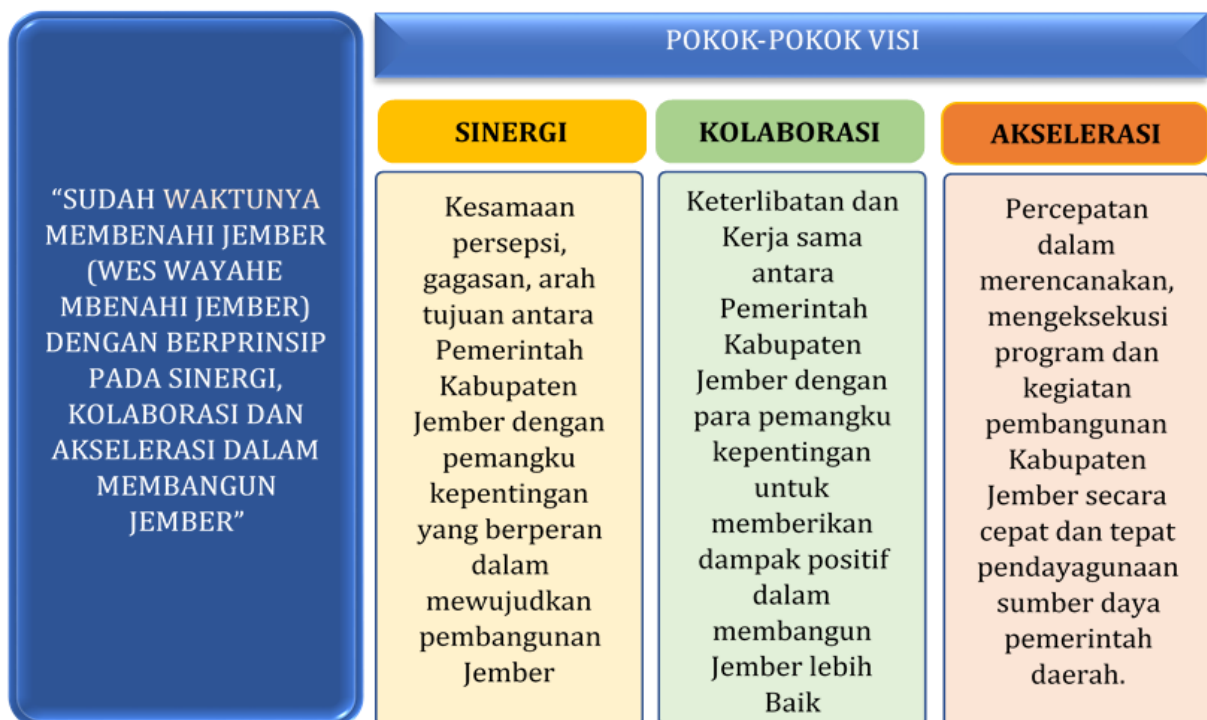 “SUDAH WAKTUNYA
MEMBENAHI JEMBER
(WES WAYAHE
MBENAHI JEMBER)
DENGAN BERPRINSIP
PADA SINERGI,
KOLABORASI DAN
AKSELERASI DALAM
MEMBANGUN
JEMBER”
POKOK-POKOK VISI
SINERGI
Kesamaan
persepsi,
gagasan, arah
tujuan antara
Pemerintah
Kabupaten
Jember dengan
pemangku
kepentingan
yang berperan
dalam
mewujudkan
pembangunan
Jember
KOLABORASI
Keterlibatan dan
Kerja sama
antara
Pemerintah
Kabupaten
Jember dengan
para pemangku
kepentingan
untuk
memberikan
dampak positif
dalam
membangun
Jember lebih
Baik
AKSELERASI
Percepatan
dalam
merencanakan,
mengeksekusi
program dan
kegiatan
pembangunan
Kabupaten
Jember secara
cepat dan tepat
pendayagunaan
sumber daya
pemerintah
daerah.